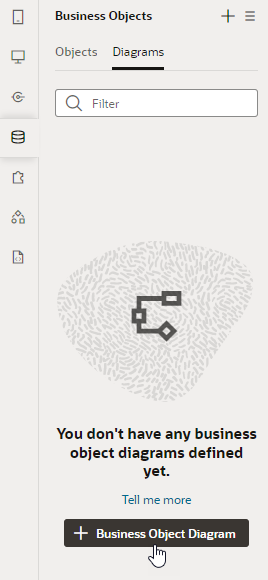 Business Objects
Objects Diagrams
Filter
You don't have any business
object diagrams defined
yet.
Tell me more
Business Object Diagram